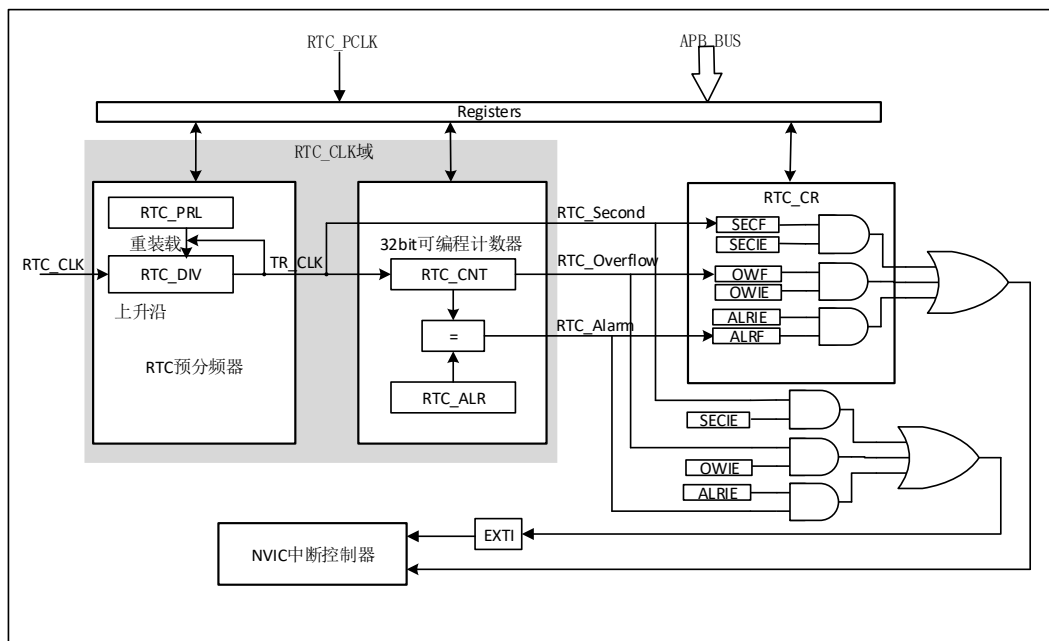 RTC_PCLK
APB_BUS
Registers
RTC_CLK域
RTC_PRL
重装载
RTC_CLK
RTC_DIV
TR_CLK
上升沿
RTC预分频器
32bit可编程计数器
RTC_CNT
=
RTC_ALR
RTC_Second
RTC_Overflow
RTC_Alarm
RTC_CR
SECF
SECIE
OWF
OWIE
ALRIE
ALRF
SECIE
OWIE
ALRIE
EXTI
NVIC中断控制器